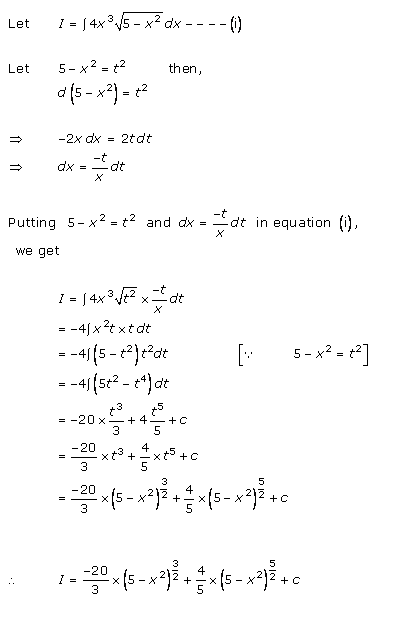 Let I = ∫ 4x³√(5 – x²) dx – – – – (i)
Let 5 – x² = t² then,
d(5 – x²) = t²
⇒ –2x dx = 2t dt
⇒ dx = –t/x dt
Putting 5 – x² = t² and dx = –t/x dt in equation (i),
we get
I = ∫ 4x³√t² × –t/x dt
= –4∫ x²t × t dt
= –4∫ (5 – t²) t² dt [∵ 5 – x² = t²]
= –4∫ (5t² – t⁴) dt
= –20 × t³/3 + 4 t⁵/5 + c
= –20/3 × t³ + 4/5 × t⁵ + c
= –20/3 × (5 – x²)^(3/2) + 4/5 × (5 – x²)^(5/2) + c
∴ I = –20/3 × (5 – x²)^(3/2) + 4/5 × (5 – x²)^(5/2) + c